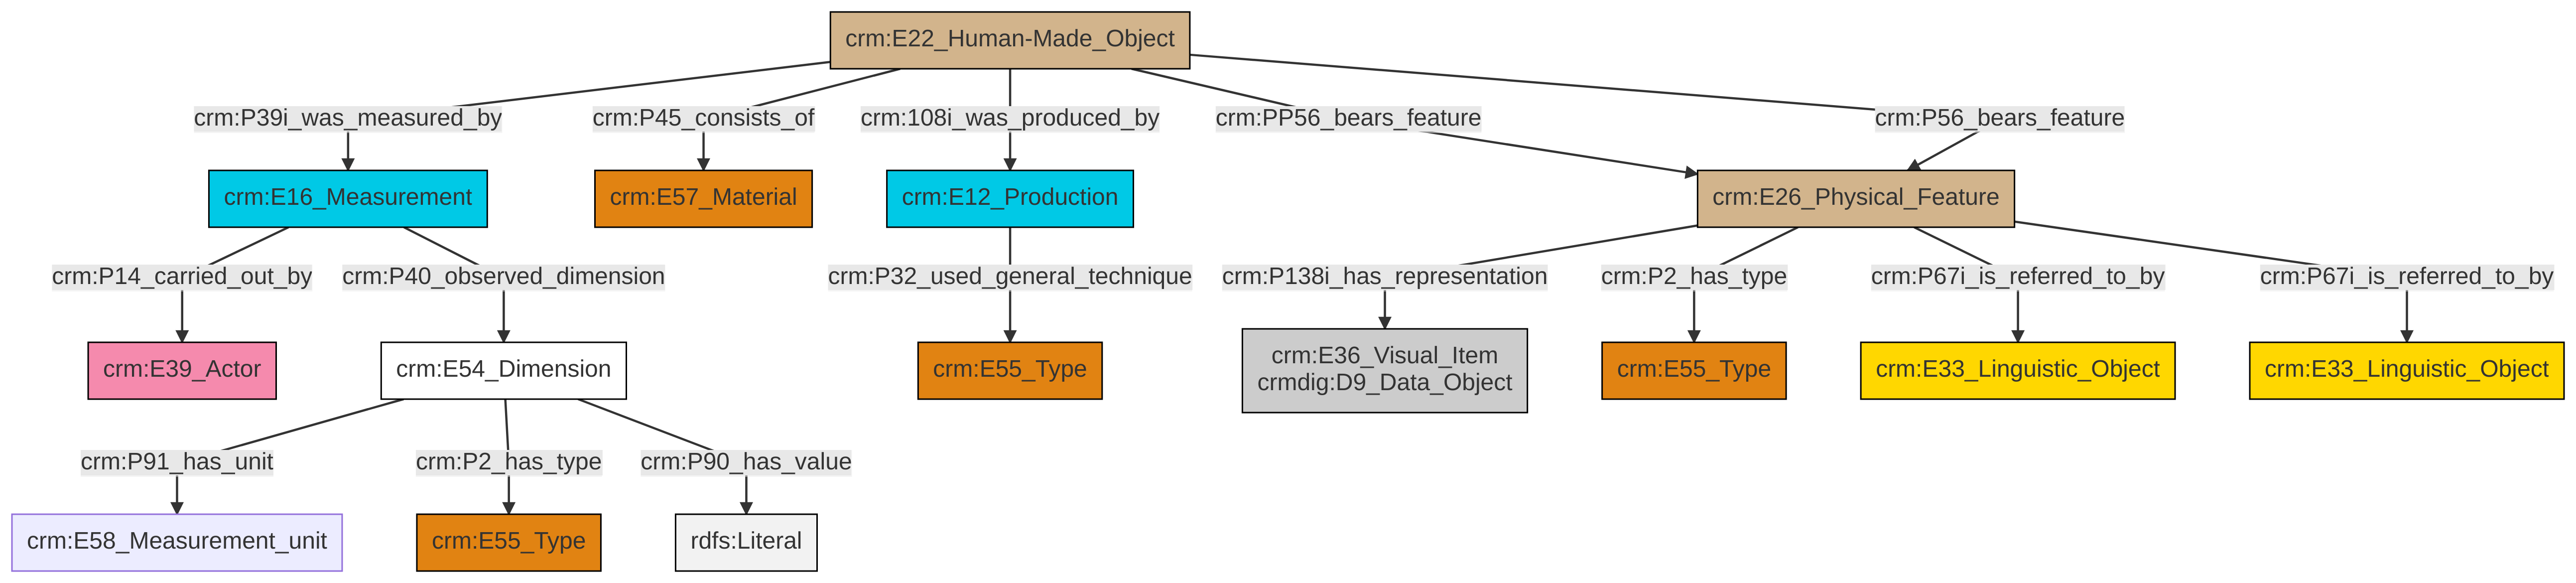 crm:E22_Human-Made_Object
crm:P39i_was_measured_by
crm:P45_consists_of
crm:108i_was_produced_by
crm:PP56_bears_feature
crm:P56_bears_feature
crm:E16_Measurement
crm:E57_Material
crm:E12_Production
crm:E26_Physical_Feature
crm:P14_carried_out_by
crm:P40_observed_dimension
crm:P32_used_general_technique
crm:P138i_has_representation
crm:P2_has_type
crm:P67i_is_referred_to_by
crm:P67i_is_referred_to_by
crm:E39_Actor
crm:E54_Dimension
crm:E55_Type
crm:E36_Visual_Item
crmdig:D9_Data_Object
crm:E55_Type
crm:E33_Linguistic_Object
crm:E33_Linguistic_Object
crm:P91_has_unit
crm:P2_has_type
crm:P90_has_value
crm:E58_Measurement_unit
crm:E55_Type
rdfs:Literal